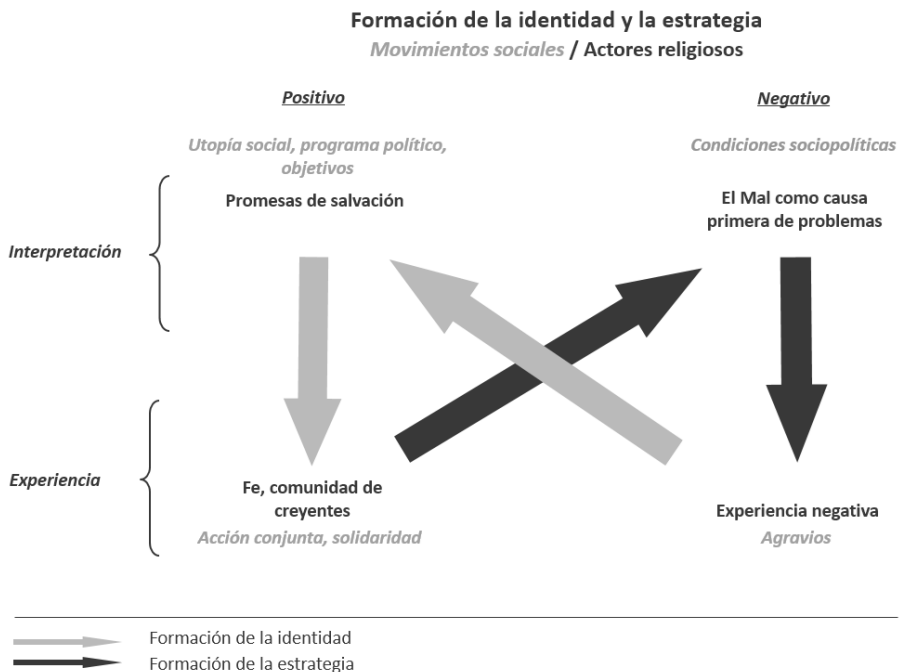 Formación de la identidad y la estrategia
Movimientos sociales / Actores religiosos
Positivo
Negativo
Utopía social, programa político,
objetivos
Condiciones sociopolíticas
Promesas de salvación
El Mal como causa
primera de problemas
Interpretación
Experiencia
Fe, comunidad de
creyentes
Acción conjunta, solidaridad
Experiencia negativa
Agravios
Formación de la identidad
Formación de la estrategia